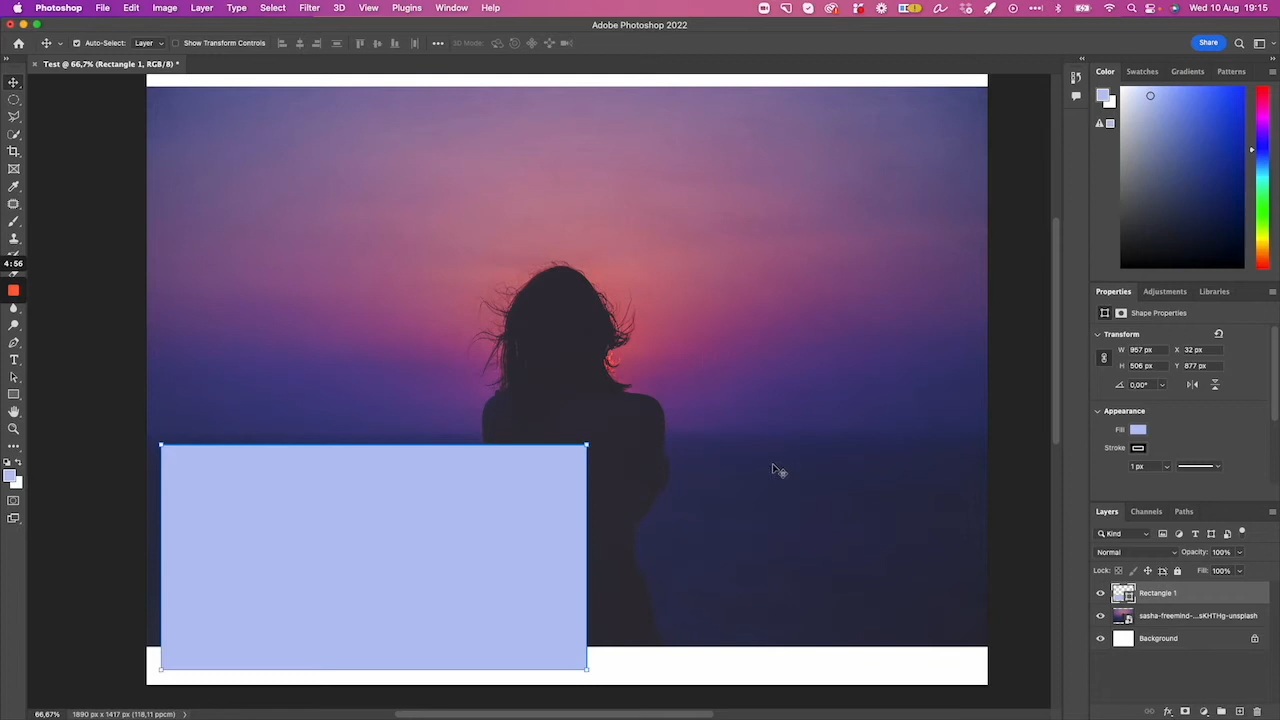 Photoshop File Edit Image Layer Type Select Filter 3D View Plugins Window Help Wed 10 Aug 19:15
Adobe Photoshop 2022
Auto-Select: Layer Show Transform Controls 3D Mode: Share
Test @ 66,7% (Rectangle 1, RGB/8) *
Color Swatches Gradients Patterns
4:56
Properties Adjustments Libraries
Shape Properties
Transform
W 957 px X 32 px
H 506 px Y 877 px
0,00°
Appearance
Fill
Stroke
1 px
Layers Channels Paths
Kind
Normal Opacity: 100%
Lock: Fill: 100%
Rectangle 1
sasha-freemind-...sKHTHg-unsplash
Background
66,67% 1890 px x 1417 px (118,11 ppcm)